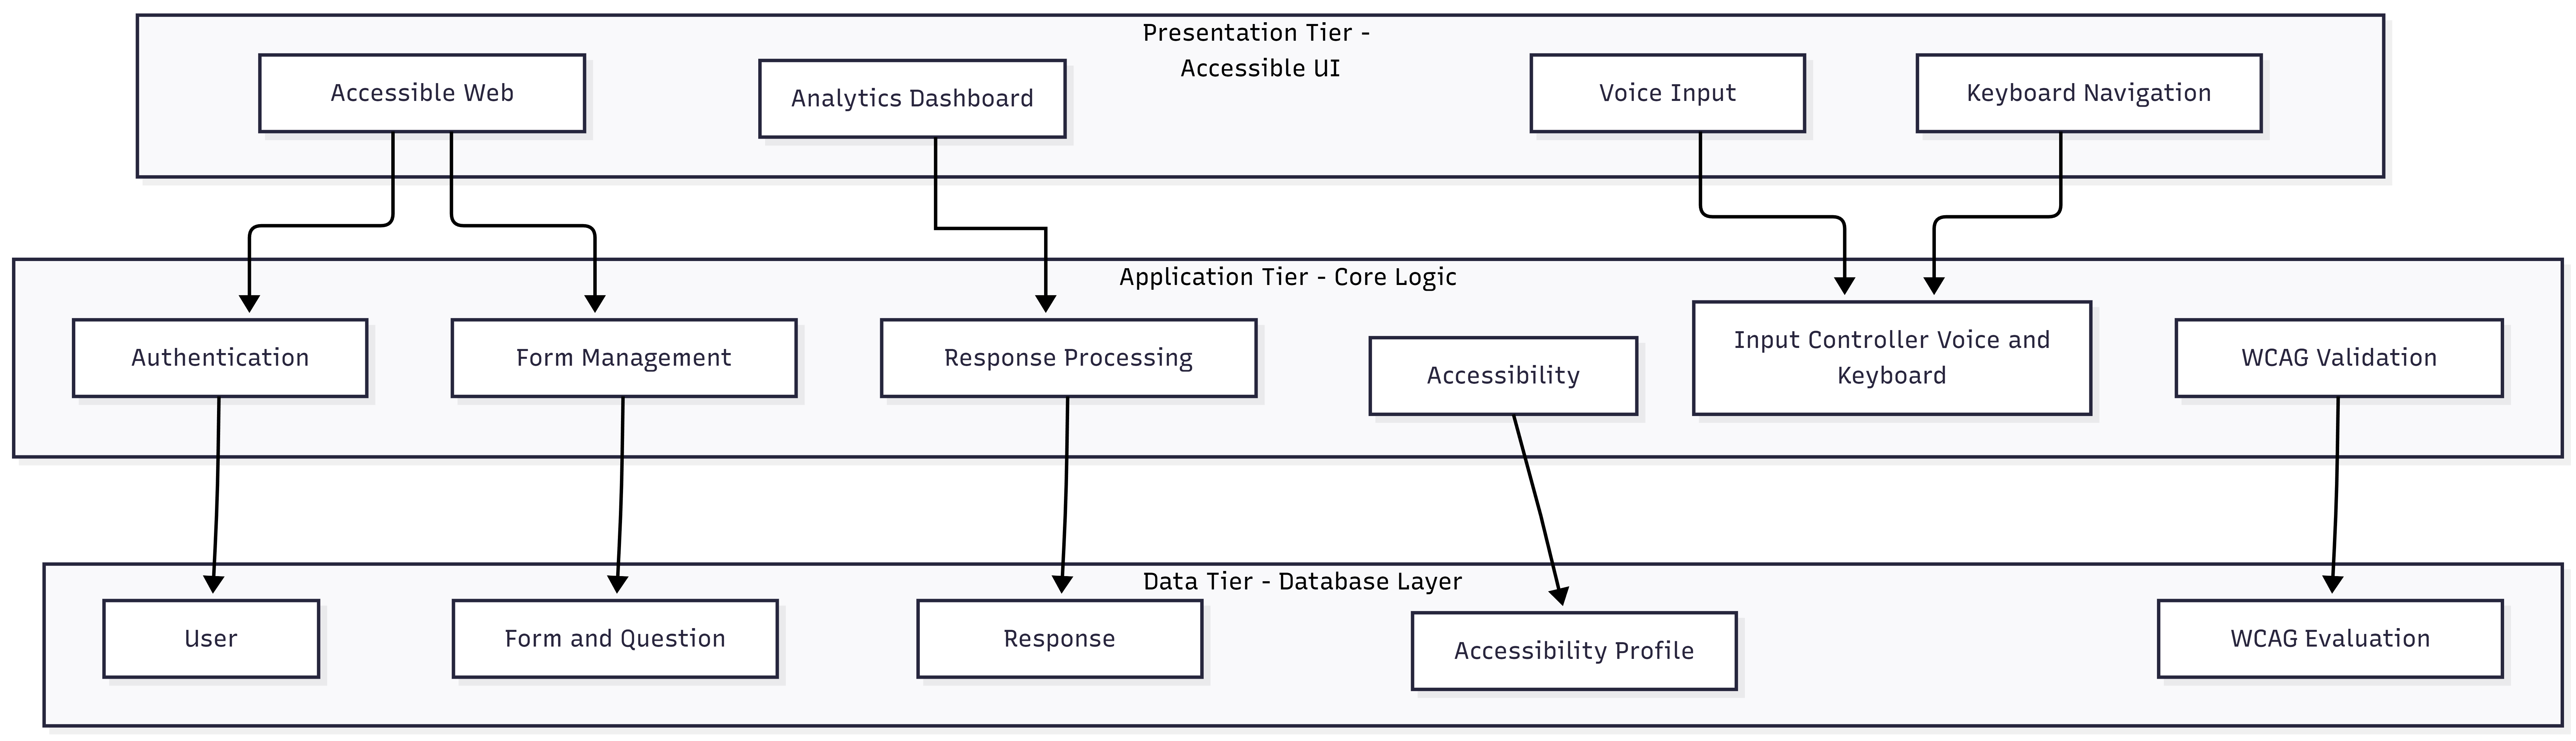 Presentation Tier -
Accessible UI
Accessible Web
Analytics Dashboard
Voice Input
Keyboard Navigation
Application Tier - Core Logic
Authentication
Form Management
Response Processing
Accessibility
Input Controller Voice and
Keyboard
WCAG Validation
Data Tier - Database Layer
User
Form and Question
Response
Accessibility Profile
WCAG Evaluation